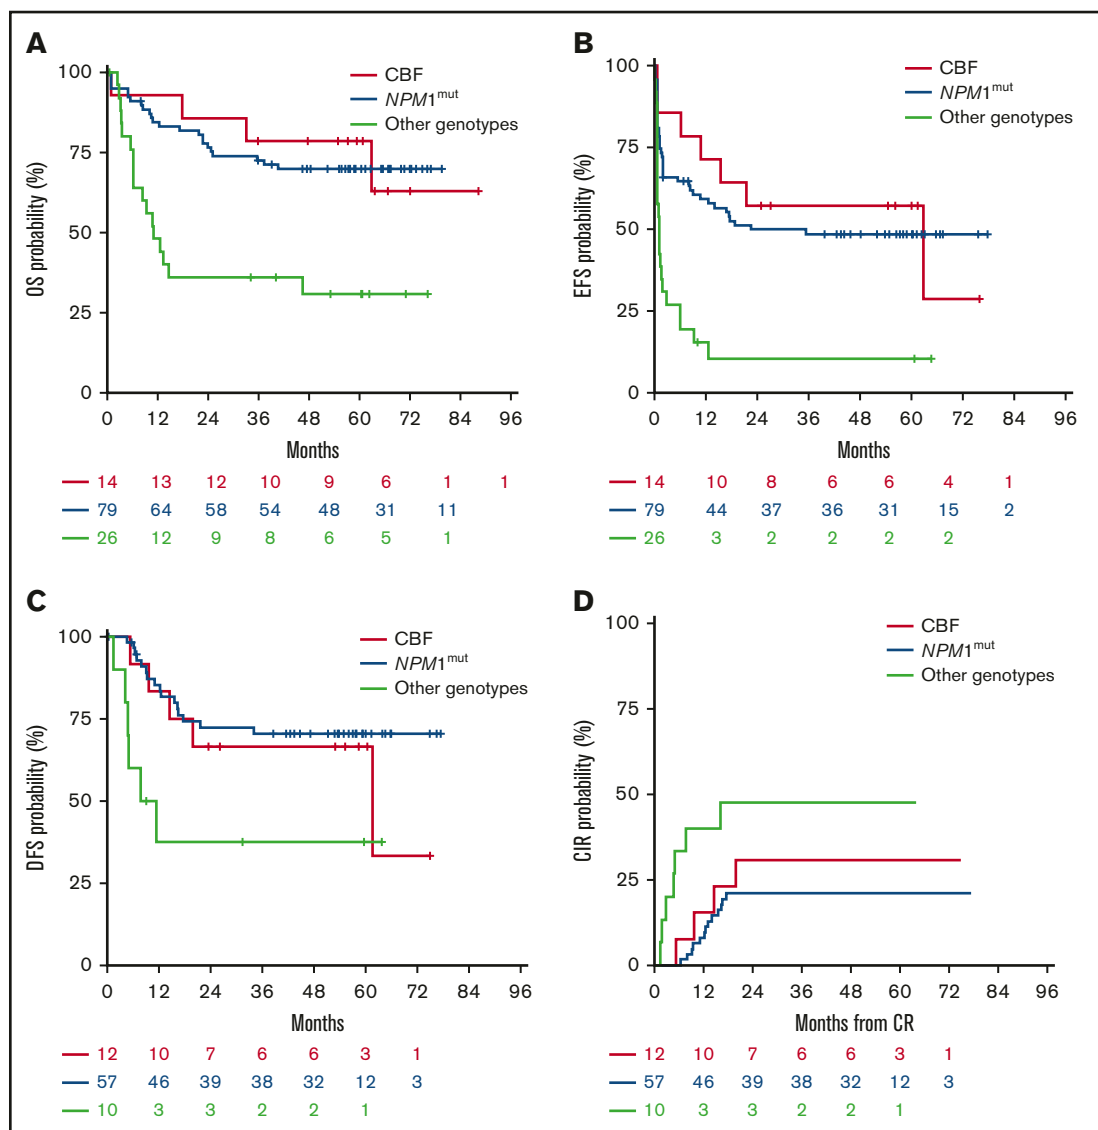 A
OS probability (%)
100
75
50
25
0
CBF
NPM1mut
Other genotypes
0 12 24 36 48 60 72 84 96
Months
14 13 12 10 9 6 1 1
79 64 58 54 48 31 11
26 12 9 8 6 5 1
B
EFS probability (%)
100
75
50
25
0
CBF
NPM1mut
Other genotypes
0 12 24 36 48 60 72 84 96
Months
14 10 8 6 6 4 1
79 44 37 36 31 15 2
26 3 2 2 2 2
C
DFS probability (%)
100
75
50
25
0
CBF
NPM1mut
Other genotypes
0 12 24 36 48 60 72 84 96
Months
12 10 7 6 6 3 1
57 46 39 38 32 12 3
10 3 3 2 2 1
D
CIR probability (%)
100
75
50
25
0
CBF
NPM1mut
Other genotypes
0 12 24 36 48 60 72 84 96
Months from CR
12 10 7 6 6 3 1
57 46 39 38 32 12 3
10 3 3 2 2 1